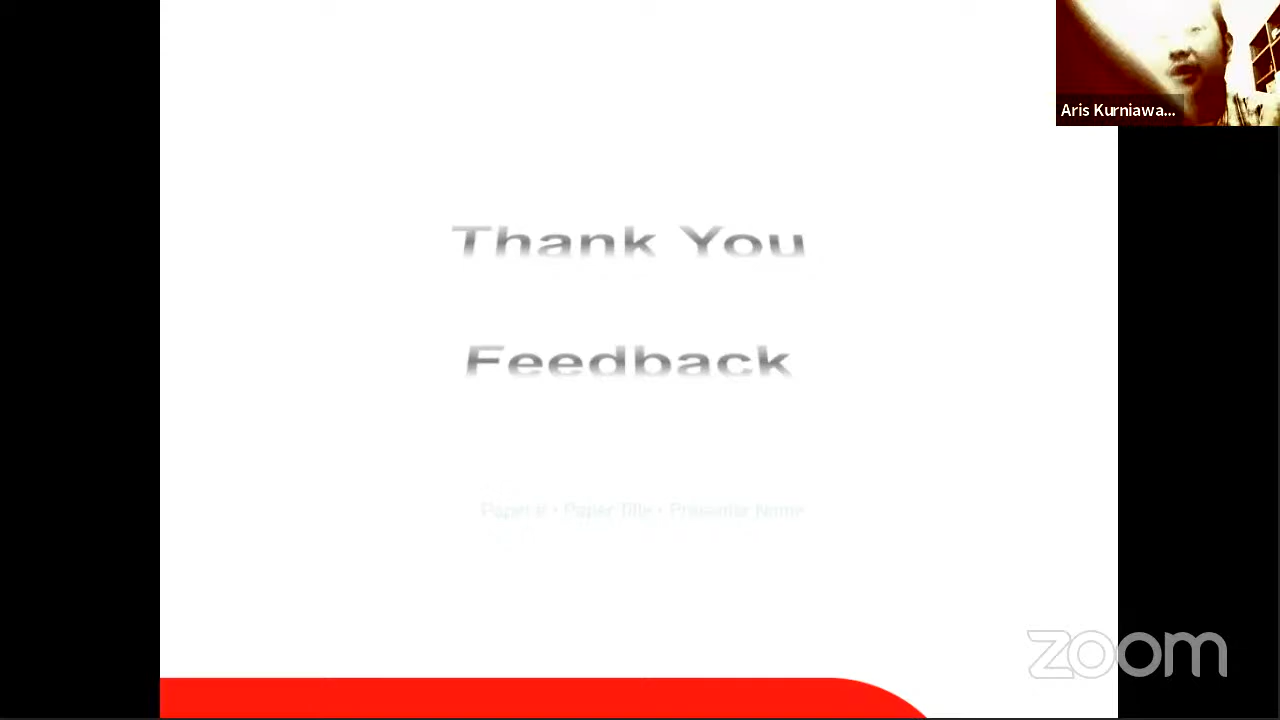 Aris Kurniawa...
Thank You
Feedback
Paper # • Paper Title • Presenter Name
zoom